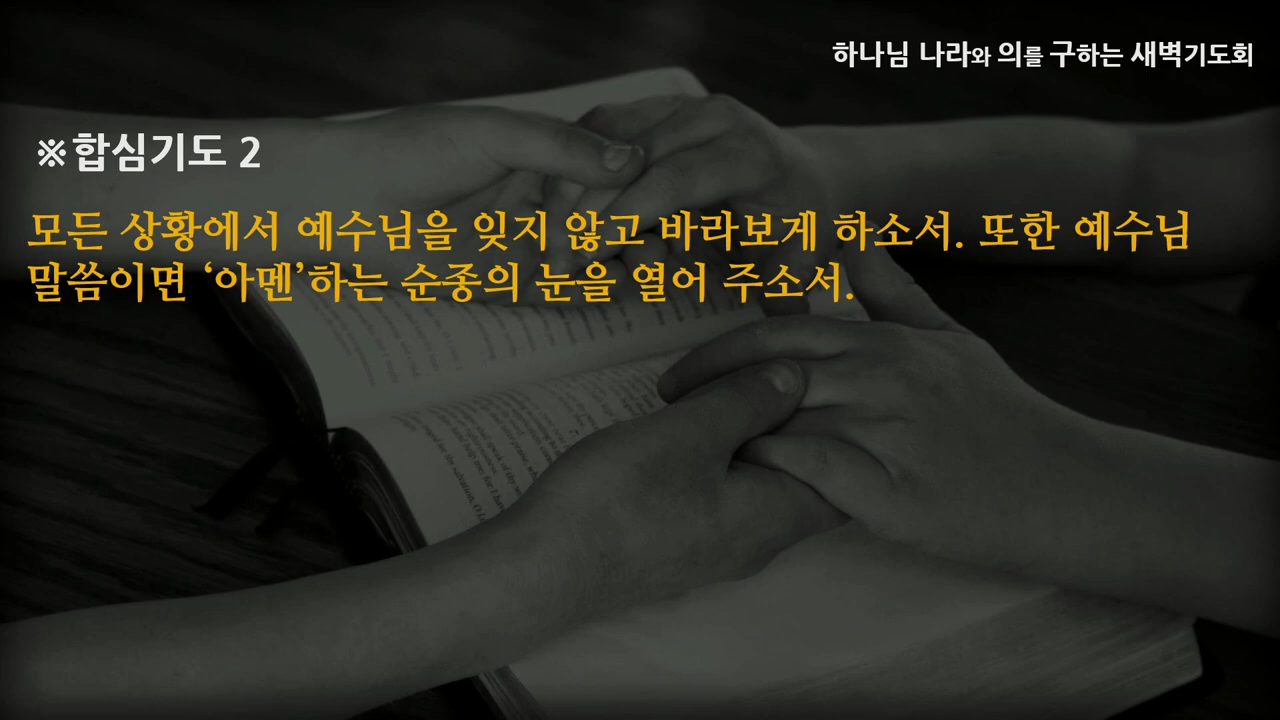 하나님 나라와 의를 구하는 새벽기도회
※합심기도 2
모든 상황에서 예수님을 잊지 않고 바라보게 하소서. 또한 예수님
말씀이면 ‘아멘’하는 순종의 눈을 열어 주소서.